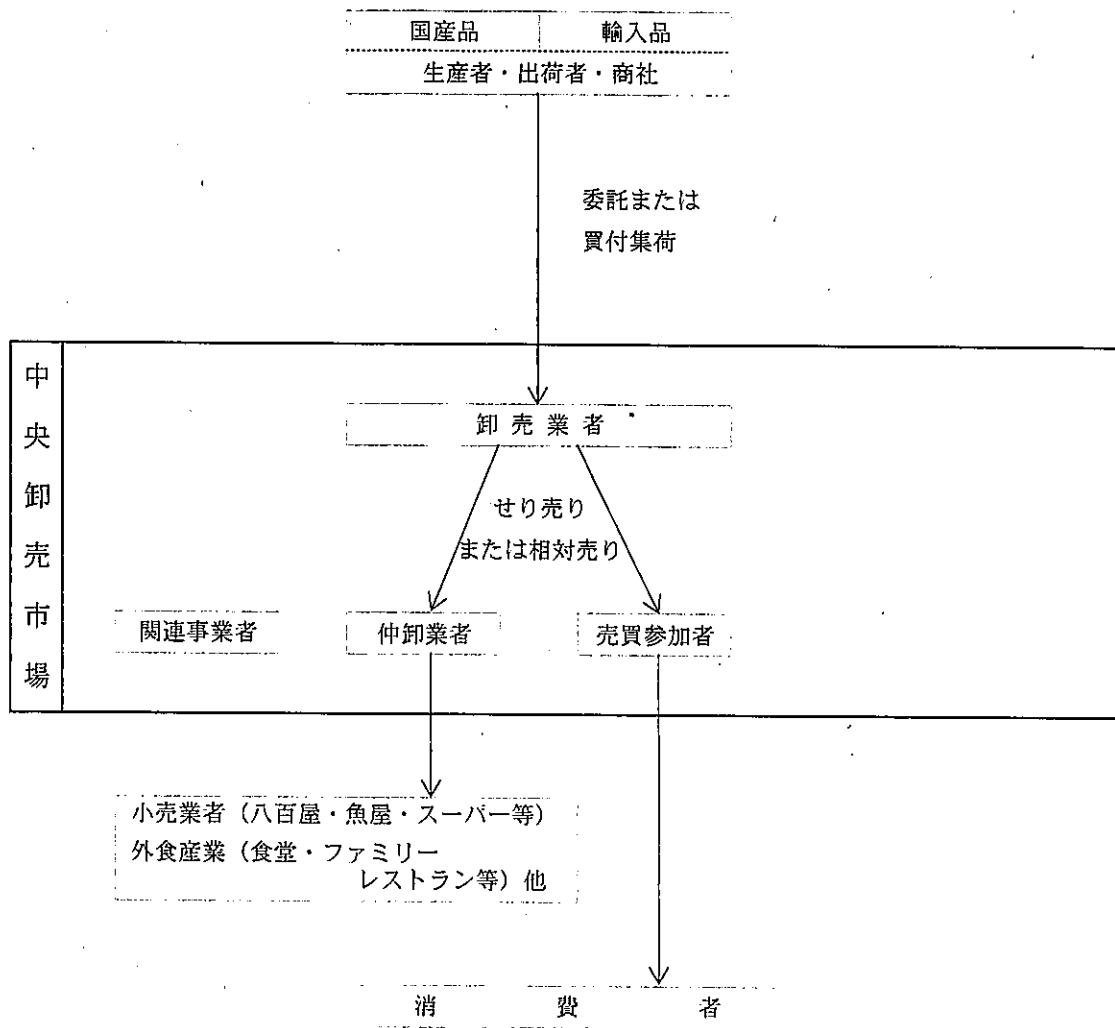 国産品 輸入品
生産者・出荷者・商社
委託または
買付集荷
中央卸売市場
卸売業者
せり売り
または相対売り
関連事業者 仲卸業者 売買参加者
小売業者（八百屋・魚屋・スーパー等）
外食産業（食堂・ファミリー
レストラン等）他
消費者